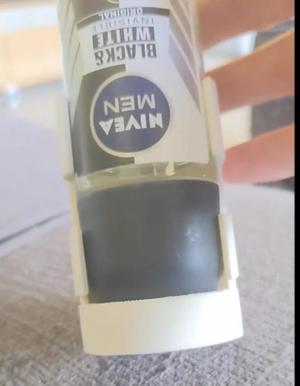 NIVEA
MEN
BLACK&
WHITE
INVISIBLE
ORIGINAL